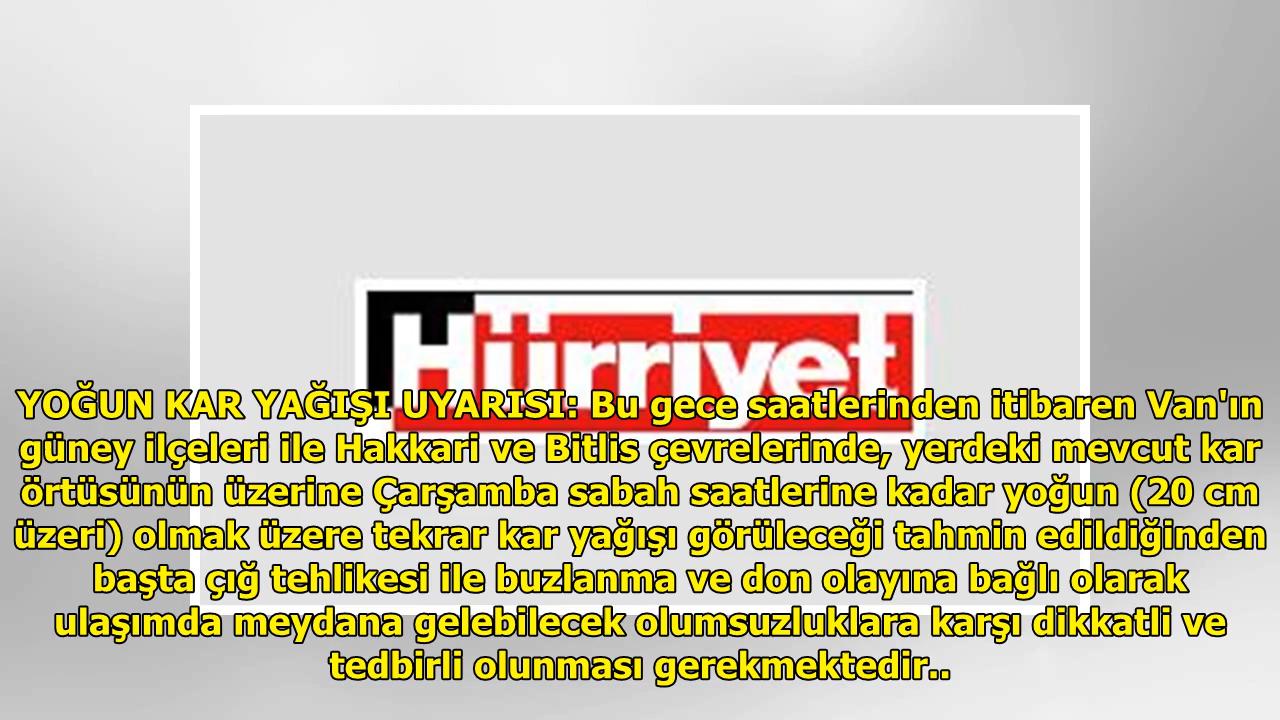 Hürriyet
YOĞUN KAR YAĞIŞI UYARISI: Bu gece saatlerinden itibaren Van'ın
güney ilçeleri ile Hakkari ve Bitlis çevrelerinde, yerdeki mevcut kar
örtüsünün üzerine Çarşamba sabah saatlerine kadar yoğun (20 cm
üzeri) olmak üzere tekrar kar yağışı görüleceği tahmin edildiğinden
başta çığ tehlikesi ile buzlanma ve don olayına bağlı olarak
ulaşımda meydana gelebilecek olumsuzluklara karşı dikkatli ve
tedbirli olunması gerekmektedir..